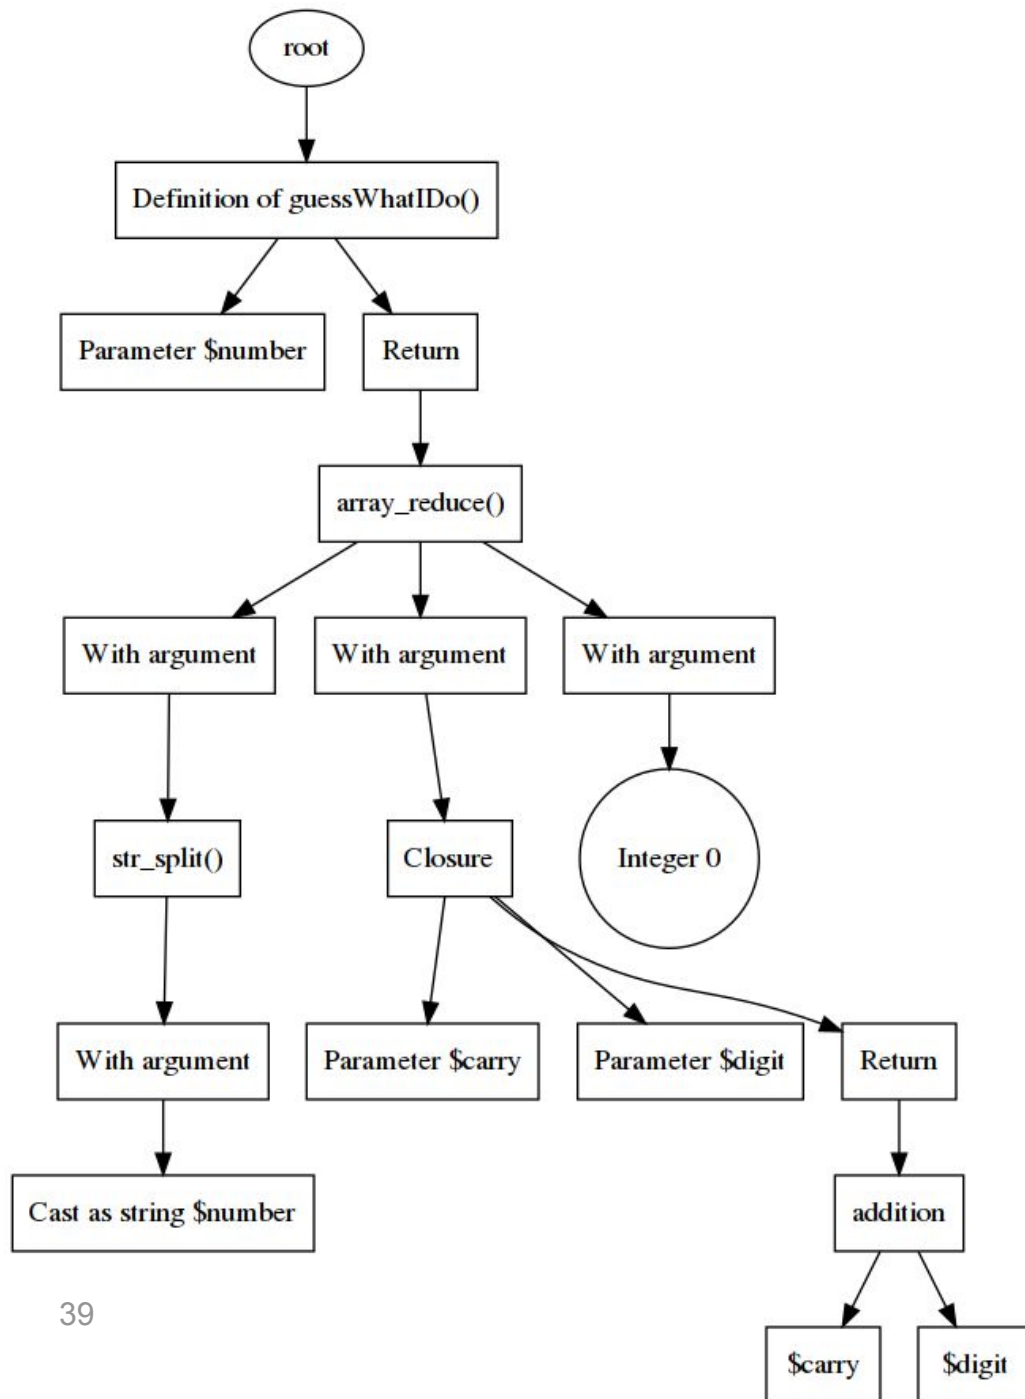 root
Definition of guessWhatIDo()
Parameter $number
Return
array_reduce()
With argument
With argument
With argument
str_split()
Closure
Integer 0
With argument
Parameter $carry
Parameter $digit
Return
Cast as string $number
addition
39
$carry
$digit